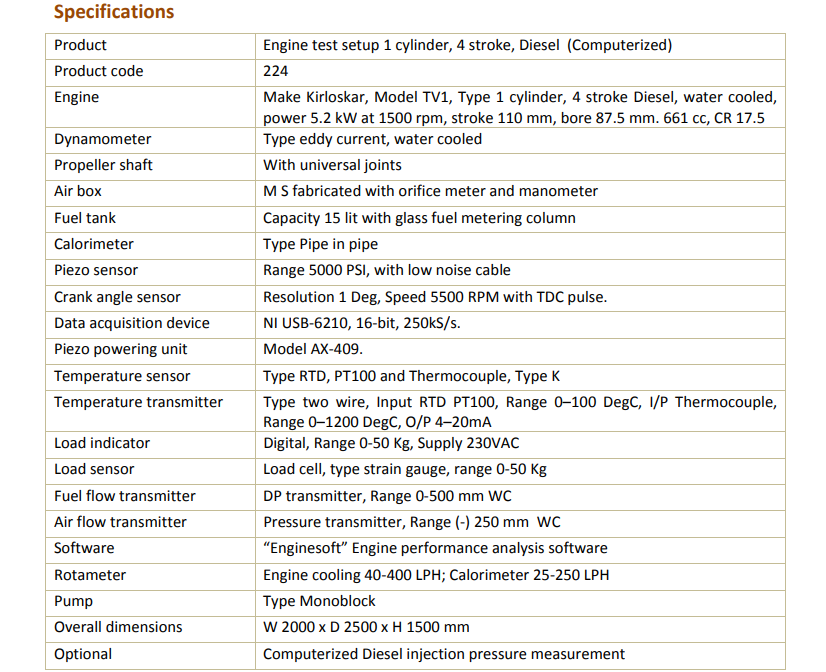 Specifications
Product Engine test setup 1 cylinder, 4 stroke, Diesel (Computerized)
Product code 224
Engine Make Kirloskar, Model TV1, Type 1 cylinder, 4 stroke Diesel, water cooled,
power 5.2 kW at 1500 rpm, stroke 110 mm, bore 87.5 mm. 661 cc, CR 17.5
Dynamometer Type eddy current, water cooled
Propeller shaft With universal joints
Air box M S fabricated with orifice meter and manometer
Fuel tank Capacity 15 lit with glass fuel metering column
Calorimeter Type Pipe in pipe
Piezo sensor Range 5000 PSI, with low noise cable
Crank angle sensor Resolution 1 Deg, Speed 5500 RPM with TDC pulse.
Data acquisition device NI USB-6210, 16-bit, 250kS/s.
Piezo powering unit Model AX-409.
Temperature sensor Type RTD, PT100 and Thermocouple, Type K
Temperature transmitter Type two wire, Input RTD PT100, Range 0–100 DegC, I/P Thermocouple,
Range 0–1200 DegC, O/P 4–20mA
Load indicator Digital, Range 0-50 Kg, Supply 230VAC
Load sensor Load cell, type strain gauge, range 0-50 Kg
Fuel flow transmitter DP transmitter, Range 0-500 mm WC
Air flow transmitter Pressure transmitter, Range (-) 250 mm WC
Software “Enginesoft” Engine performance analysis software
Rotameter Engine cooling 40-400 LPH; Calorimeter 25-250 LPH
Pump Type Monoblock
Overall dimensions W 2000 x D 2500 x H 1500 mm
Optional Computerized Diesel injection pressure measurement